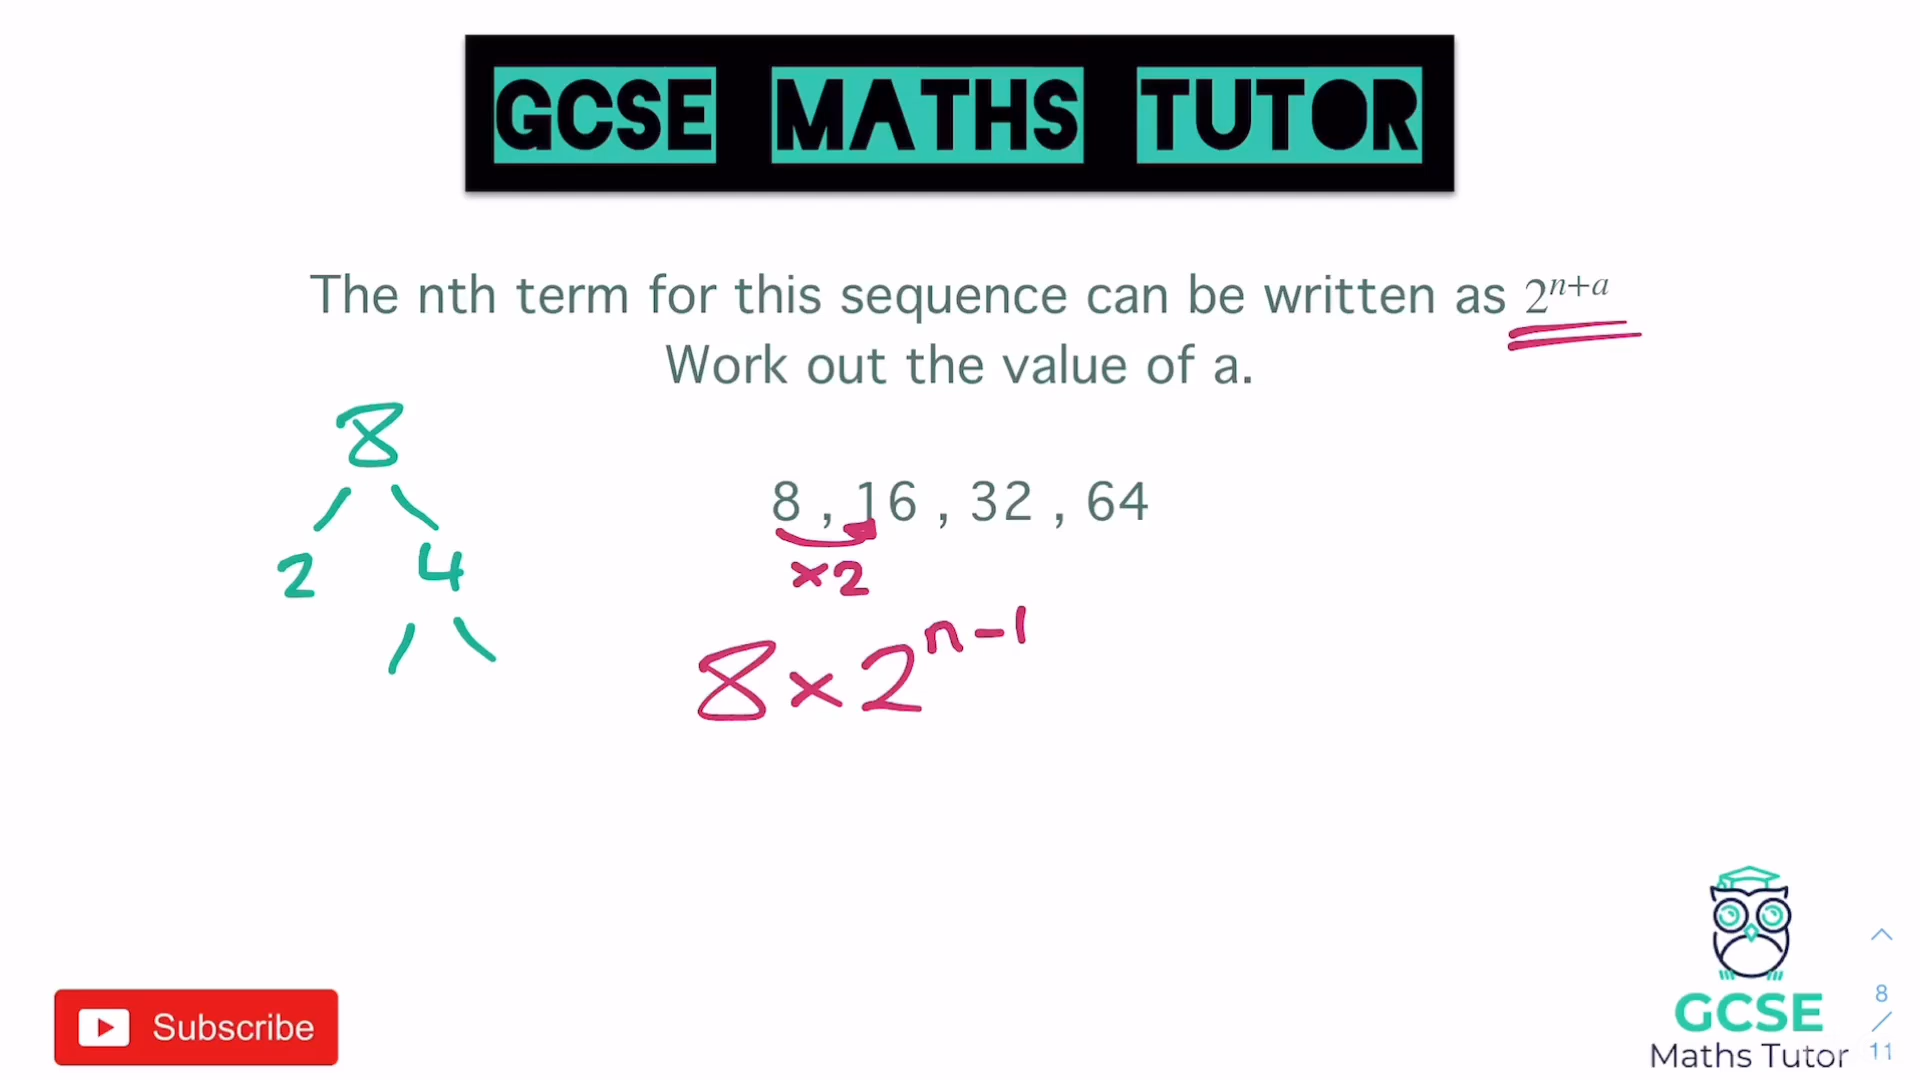 GCSE MATHS TUTOR
The nth term for this sequence can be written as 2^{n+a}
Work out the value of a.
8
2 4
8 , 16 , 32 , 64
×2
8 × 2^{n-1}
Subscribe
GCSE
Maths Tutor
8
/
11